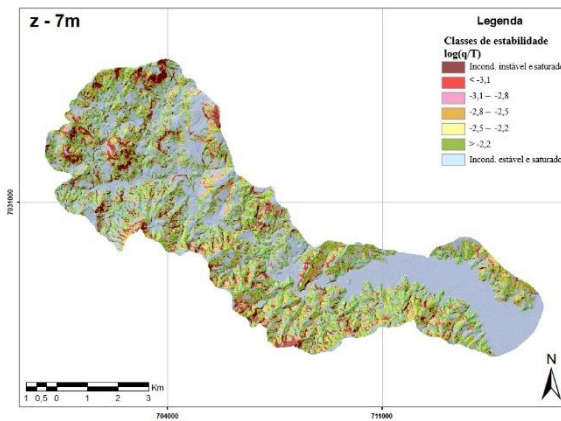 z - 7m
Legenda
Classes de estabilidade
log(q/T)
Incond. instável e saturado
< -3,1
-3,1 – -2,8
-2,8 – -2,5
-2,5 – -2,2
> -2,2
Incond. estável e saturado
7031000
N
Km
1 0,5 0 1 2 3
704000
711000